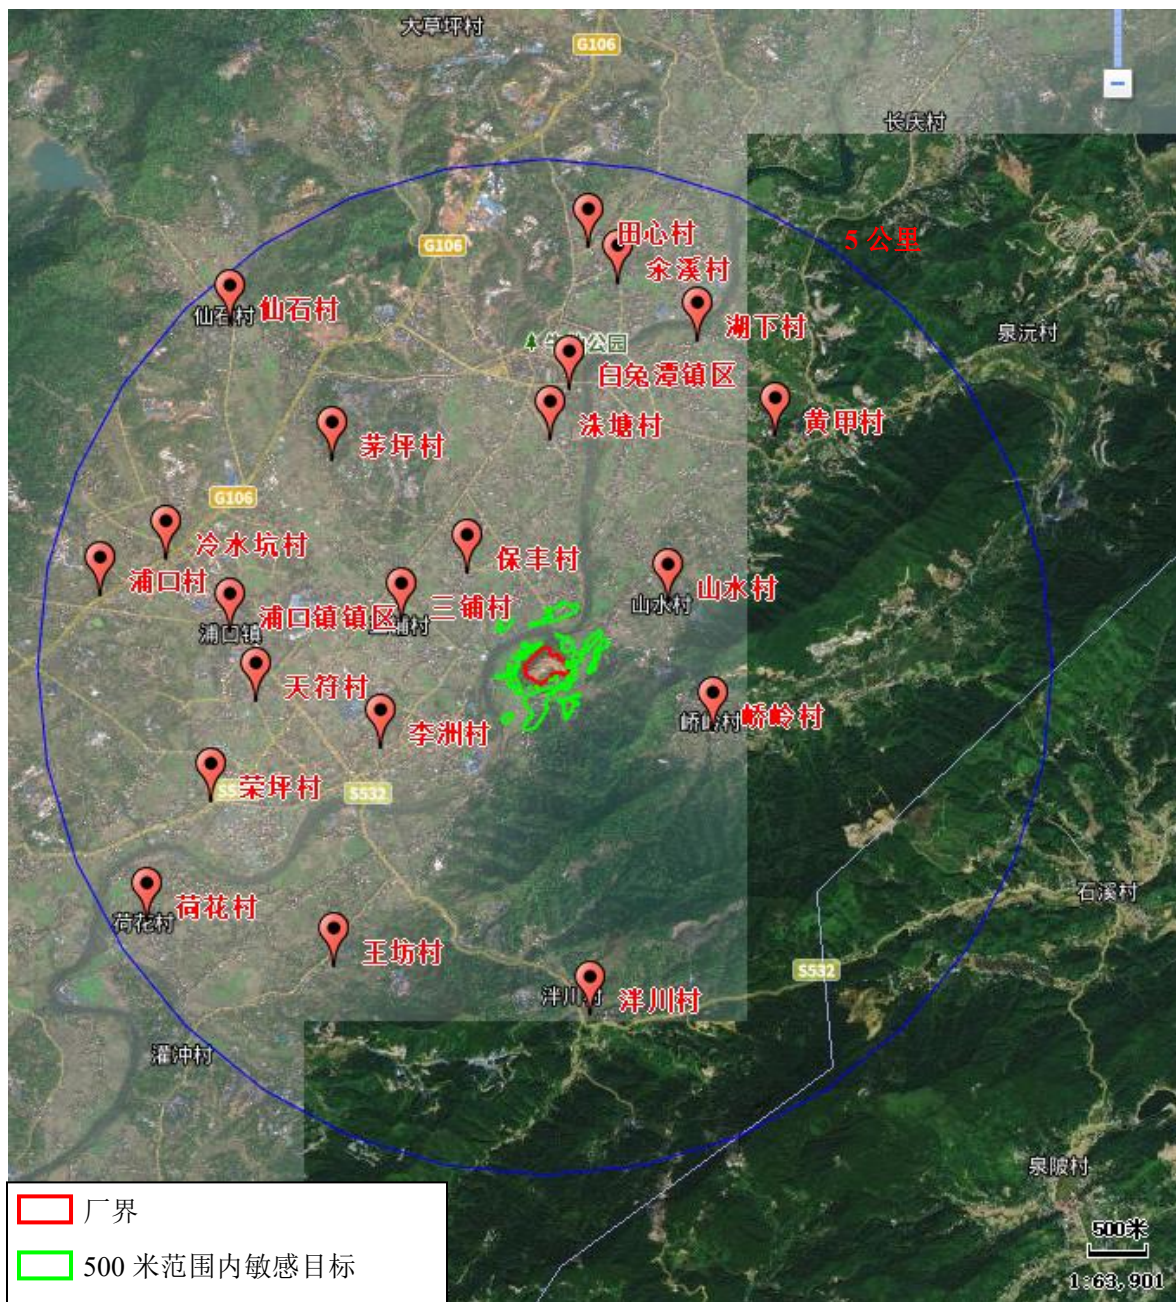 大草坪村
G106
长庆村
5 公里
田心村
G106
余溪村
仙石村
仙石村
湖下村
泉沅村
公园
白兔潭镇区
洙塘村
黄甲村
茅坪村
G106
冷水坑村
保丰村
浦口村
山水村
山水村
三铺村
浦口镇镇区
浦口镇
天符村
峤岭村
峤岭村
李洲村
荣坪村
S532
石溪村
荷花村
荷花村
王坊村
S532
泮川村
泮川村
灌冲村
泉陂村
厂界
500 米范围内敏感目标
500米
1:63,901